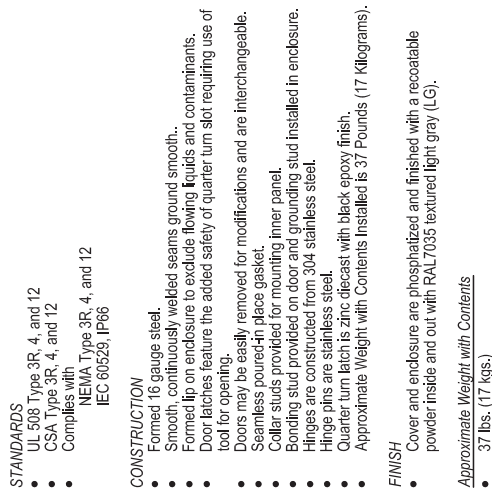 STANDARDS
• UL 508 Type 3R, 4, and 12
• CSA Type 3R, 4, and 12
• Complies with
NEMA Type 3R, 4, and 12
IEC 60529, IP66
CONSTRUCTION
• Formed 16 gauge steel.
• Smooth, continuously welded seams ground smooth..
• Formed lip on enclosure to exclude flowing liquids and contaminants.
• Door latches feature the added safety of quarter turn slot requiring use of
tool for opening.
• Doors may be easily removed for modifications and are interchangeable.
• Seamless poured-in place gasket.
• Collar studs provided for mounting inner panel.
• Bonding stud provided on door and grounding stud installed in enclosure.
• Hinges are constructed from 304 stainless steel.
• Hinge pins are stainless steel.
• Quarter turn latch is zinc diecast with black epoxy finish.
• Approximate Weight with Contents Installed is 37 Pounds (17 Kilograms).
FINISH
• Cover and enclosure are phosphatized and finished with a recoatable
powder inside and out with RAL7035 textured light gray (LG).
Approximate Weight with Contents
• 37 lbs. (17 kgs.)